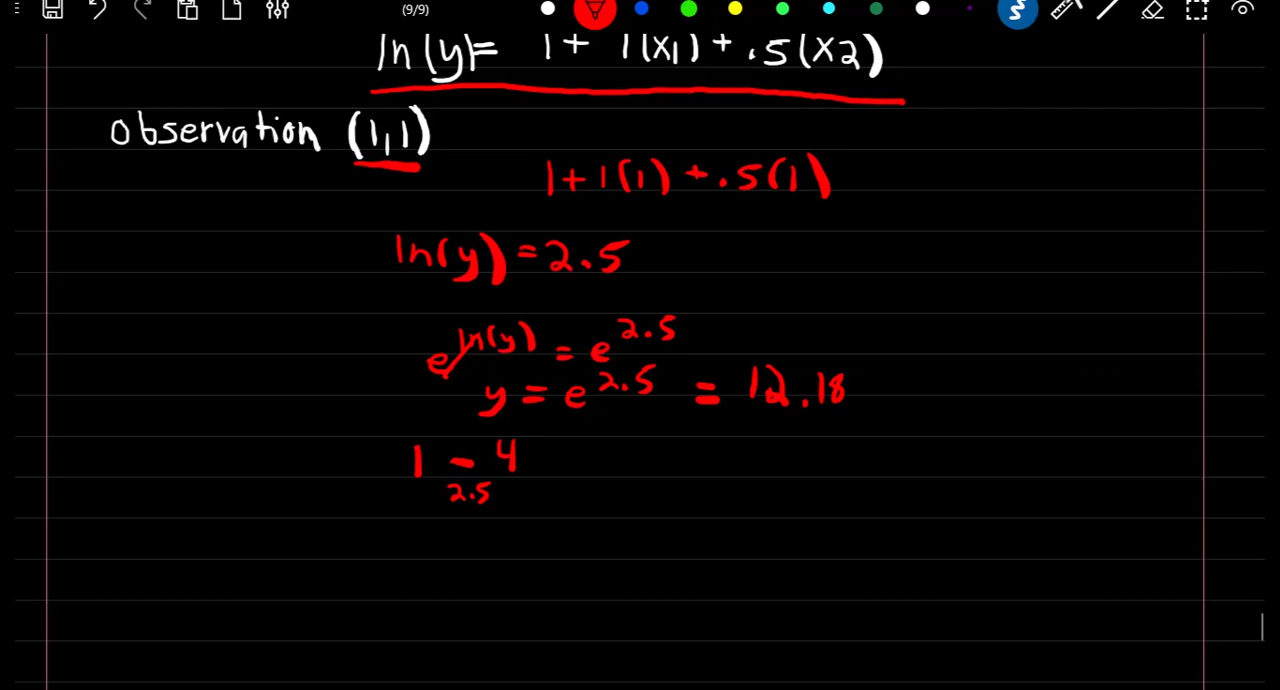 (9/9)
ln(y)= 1 + 1(x1) + .5(x2)
observation (1,1)
1+1(1) + .5(1)
ln(y) = 2.5
e^ln(y) = e^2.5
y = e^2.5 = 12.18
1 - 4
2.5